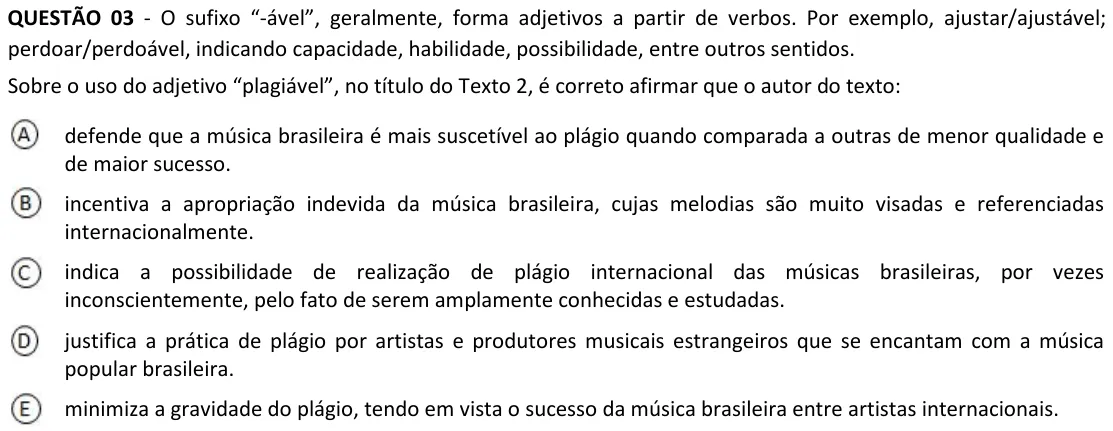 QUESTÃO 03 - O sufixo “-ável”, geralmente, forma adjetivos a partir de verbos. Por exemplo, ajustar/ajustável;
perdoar/perdoável, indicando capacidade, habilidade, possibilidade, entre outros sentidos.
Sobre o uso do adjetivo “plagiável”, no título do Texto 2, é correto afirmar que o autor do texto:
A defende que a música brasileira é mais suscetível ao plágio quando comparada a outras de menor qualidade e
de maior sucesso.
B incentiva a apropriação indevida da música brasileira, cujas melodias são muito visadas e referenciadas
internacionalmente.
C indica a possibilidade de realização de plágio internacional das músicas brasileiras, por vezes
inconscientemente, pelo fato de serem amplamente conhecidas e estudadas.
D justifica a prática de plágio por artistas e produtores musicais estrangeiros que se encantam com a música
popular brasileira.
E minimiza a gravidade do plágio, tendo em vista o sucesso da música brasileira entre artistas internacionais.